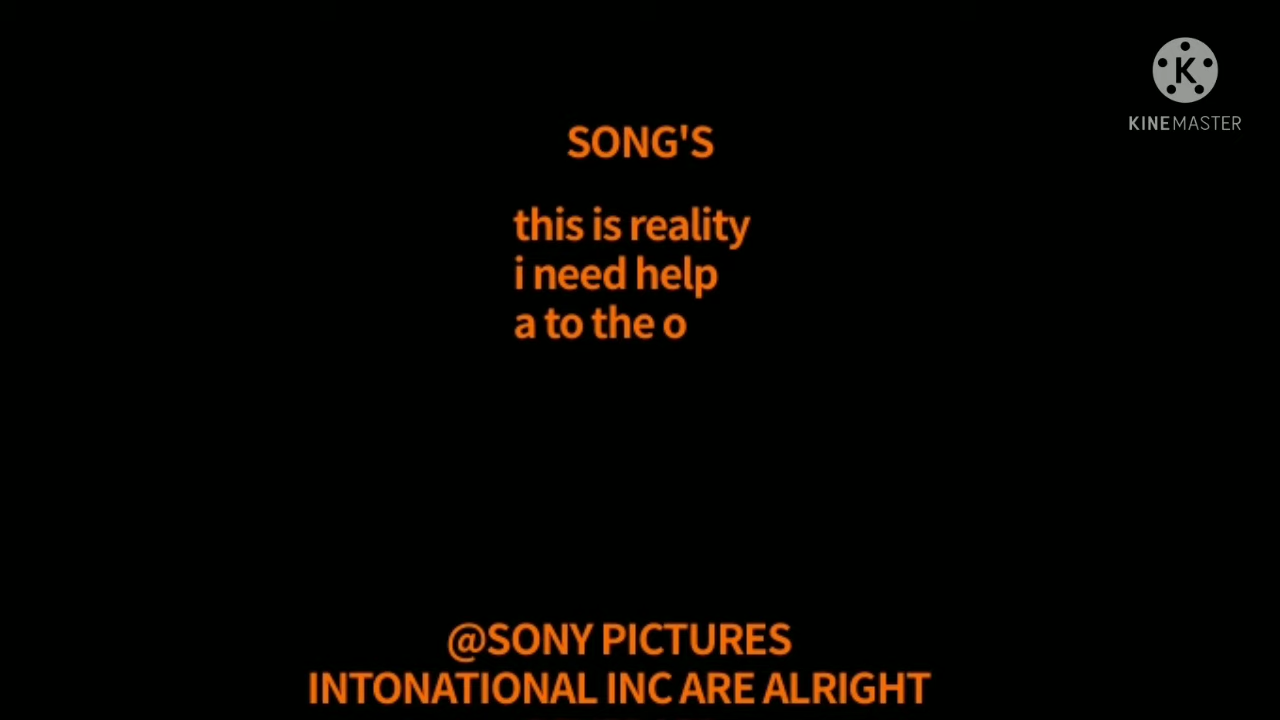 K
KINEMASTER
SONG'S
this is reality
i need help
a to the o
@SONY PICTURES
INTONATIONAL INC ARE ALRIGHT